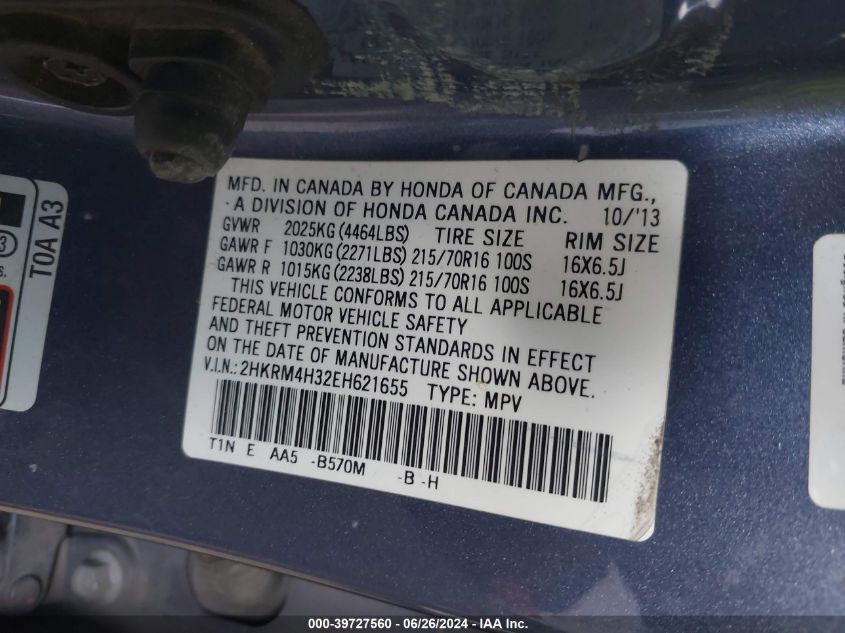 MFD. IN CANADA BY HONDA OF CANADA MFG.,
A DIVISION OF HONDA CANADA INC. 10/'13
GVWR 2025KG (4464LBS) TIRE SIZE RIM SIZE
GAWR F 1030KG (2271LBS) 215/70R16 100S 16X6.5J
GAWR R 1015KG (2238LBS) 215/70R16 100S 16X6.5J
THIS VEHICLE CONFORMS TO ALL APPLICABLE
FEDERAL MOTOR VEHICLE SAFETY
AND THEFT PREVENTION STANDARDS IN EFFECT
ON THE DATE OF MANUFACTURE SHOWN ABOVE.
V.I.N.: 2HKRM4H32EH621655 TYPE: MPV
T1N E AA5 -B570M -B -H
T0A A3
3
s.
000-39727560 - 06/26/2024 - IAA Inc.